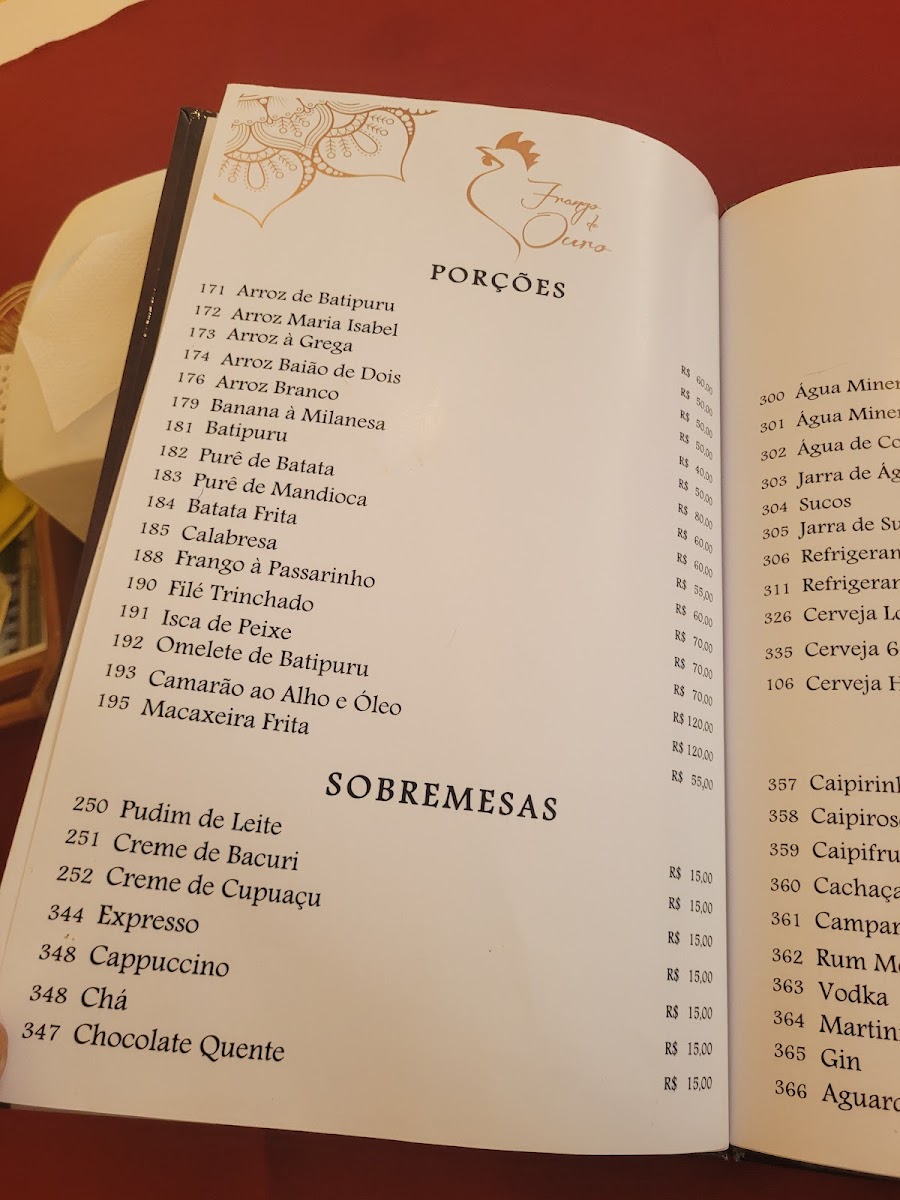 Frango
de
Ouro
PORÇÕES
171 Arroz de Batipuru R$ 60,00
172 Arroz Maria Isabel R$ 50,00
173 Arroz à Grega R$ 50,00
174 Arroz Baião de Dois R$ 50,00
176 Arroz Branco R$ 40,00
179 Banana à Milanesa R$ 50,00
181 Batipuru R$ 80,00
182 Purê de Batata R$ 60,00
183 Purê de Mandioca R$ 60,00
184 Batata Frita R$ 55,00
185 Calabresa R$ 60,00
188 Frango à Passarinho R$ 70,00
190 Filé Trinchado R$ 70,00
191 Isca de Peixe R$ 70,00
192 Omelete de Batipuru R$ 120,00
193 Camarão ao Alho e Óleo R$ 120,00
195 Macaxeira Frita R$ 55,00
SOBREMESAS
250 Pudim de Leite R$ 15,00
251 Creme de Bacuri R$ 15,00
252 Creme de Cupuaçu R$ 15,00
344 Expresso R$ 15,00
348 Cappuccino R$ 15,00
348 Chá R$ 15,00
347 Chocolate Quente R$ 15,00
300 Água Miner
301 Água Miner
302 Água de Co
303 Jarra de Ág
304 Sucos
305 Jarra de Su
306 Refrigeran
311 Refrigeran
326 Cerveja Lo
335 Cerveja 6
106 Cerveja H
357 Caipirin
358 Caipiros
359 Caipifru
360 Cachaça
361 Campar
362 Rum Mo
363 Vodka
364 Martini
365 Gin
366 Aguard